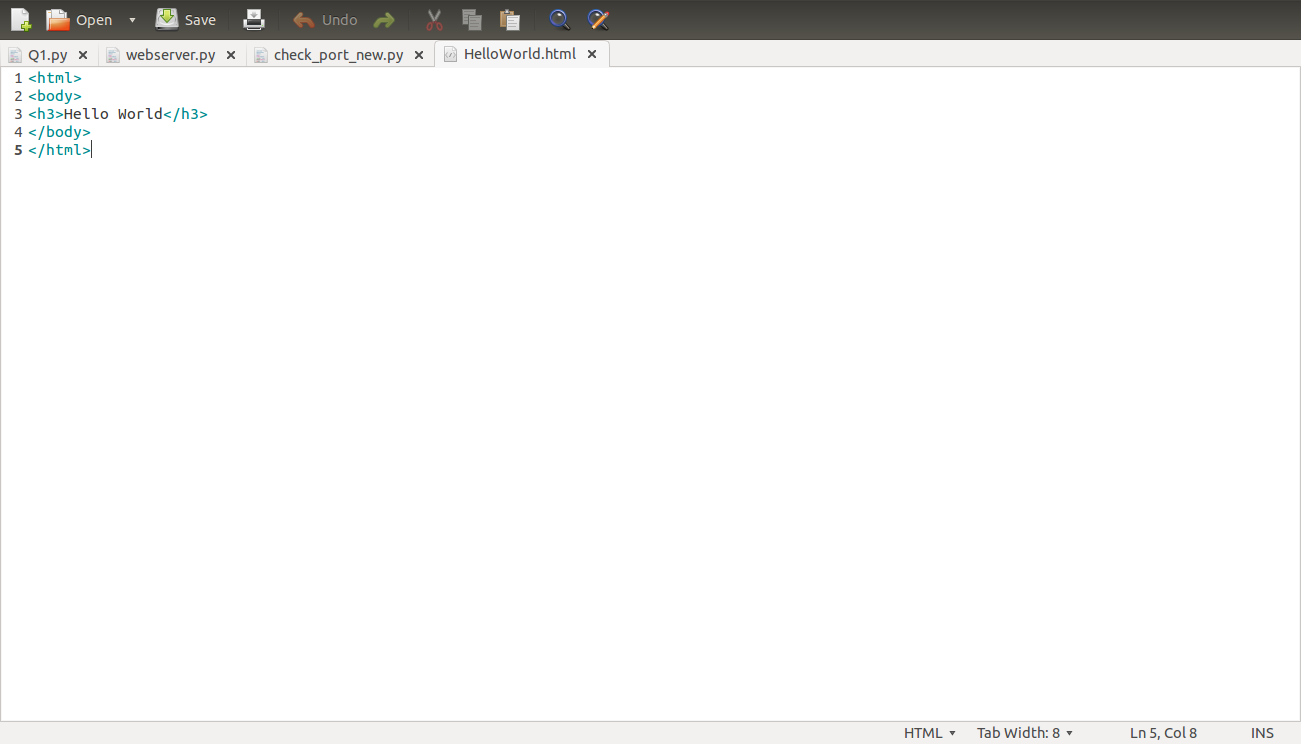 Open Save Undo
Q1.py webserver.py check_port_new.py HelloWorld.html
1 <html>
2 <body>
3 <h3>Hello World</h3>
4 </body>
5 </html>
HTML Tab Width: 8 Ln 5, Col 8 INS